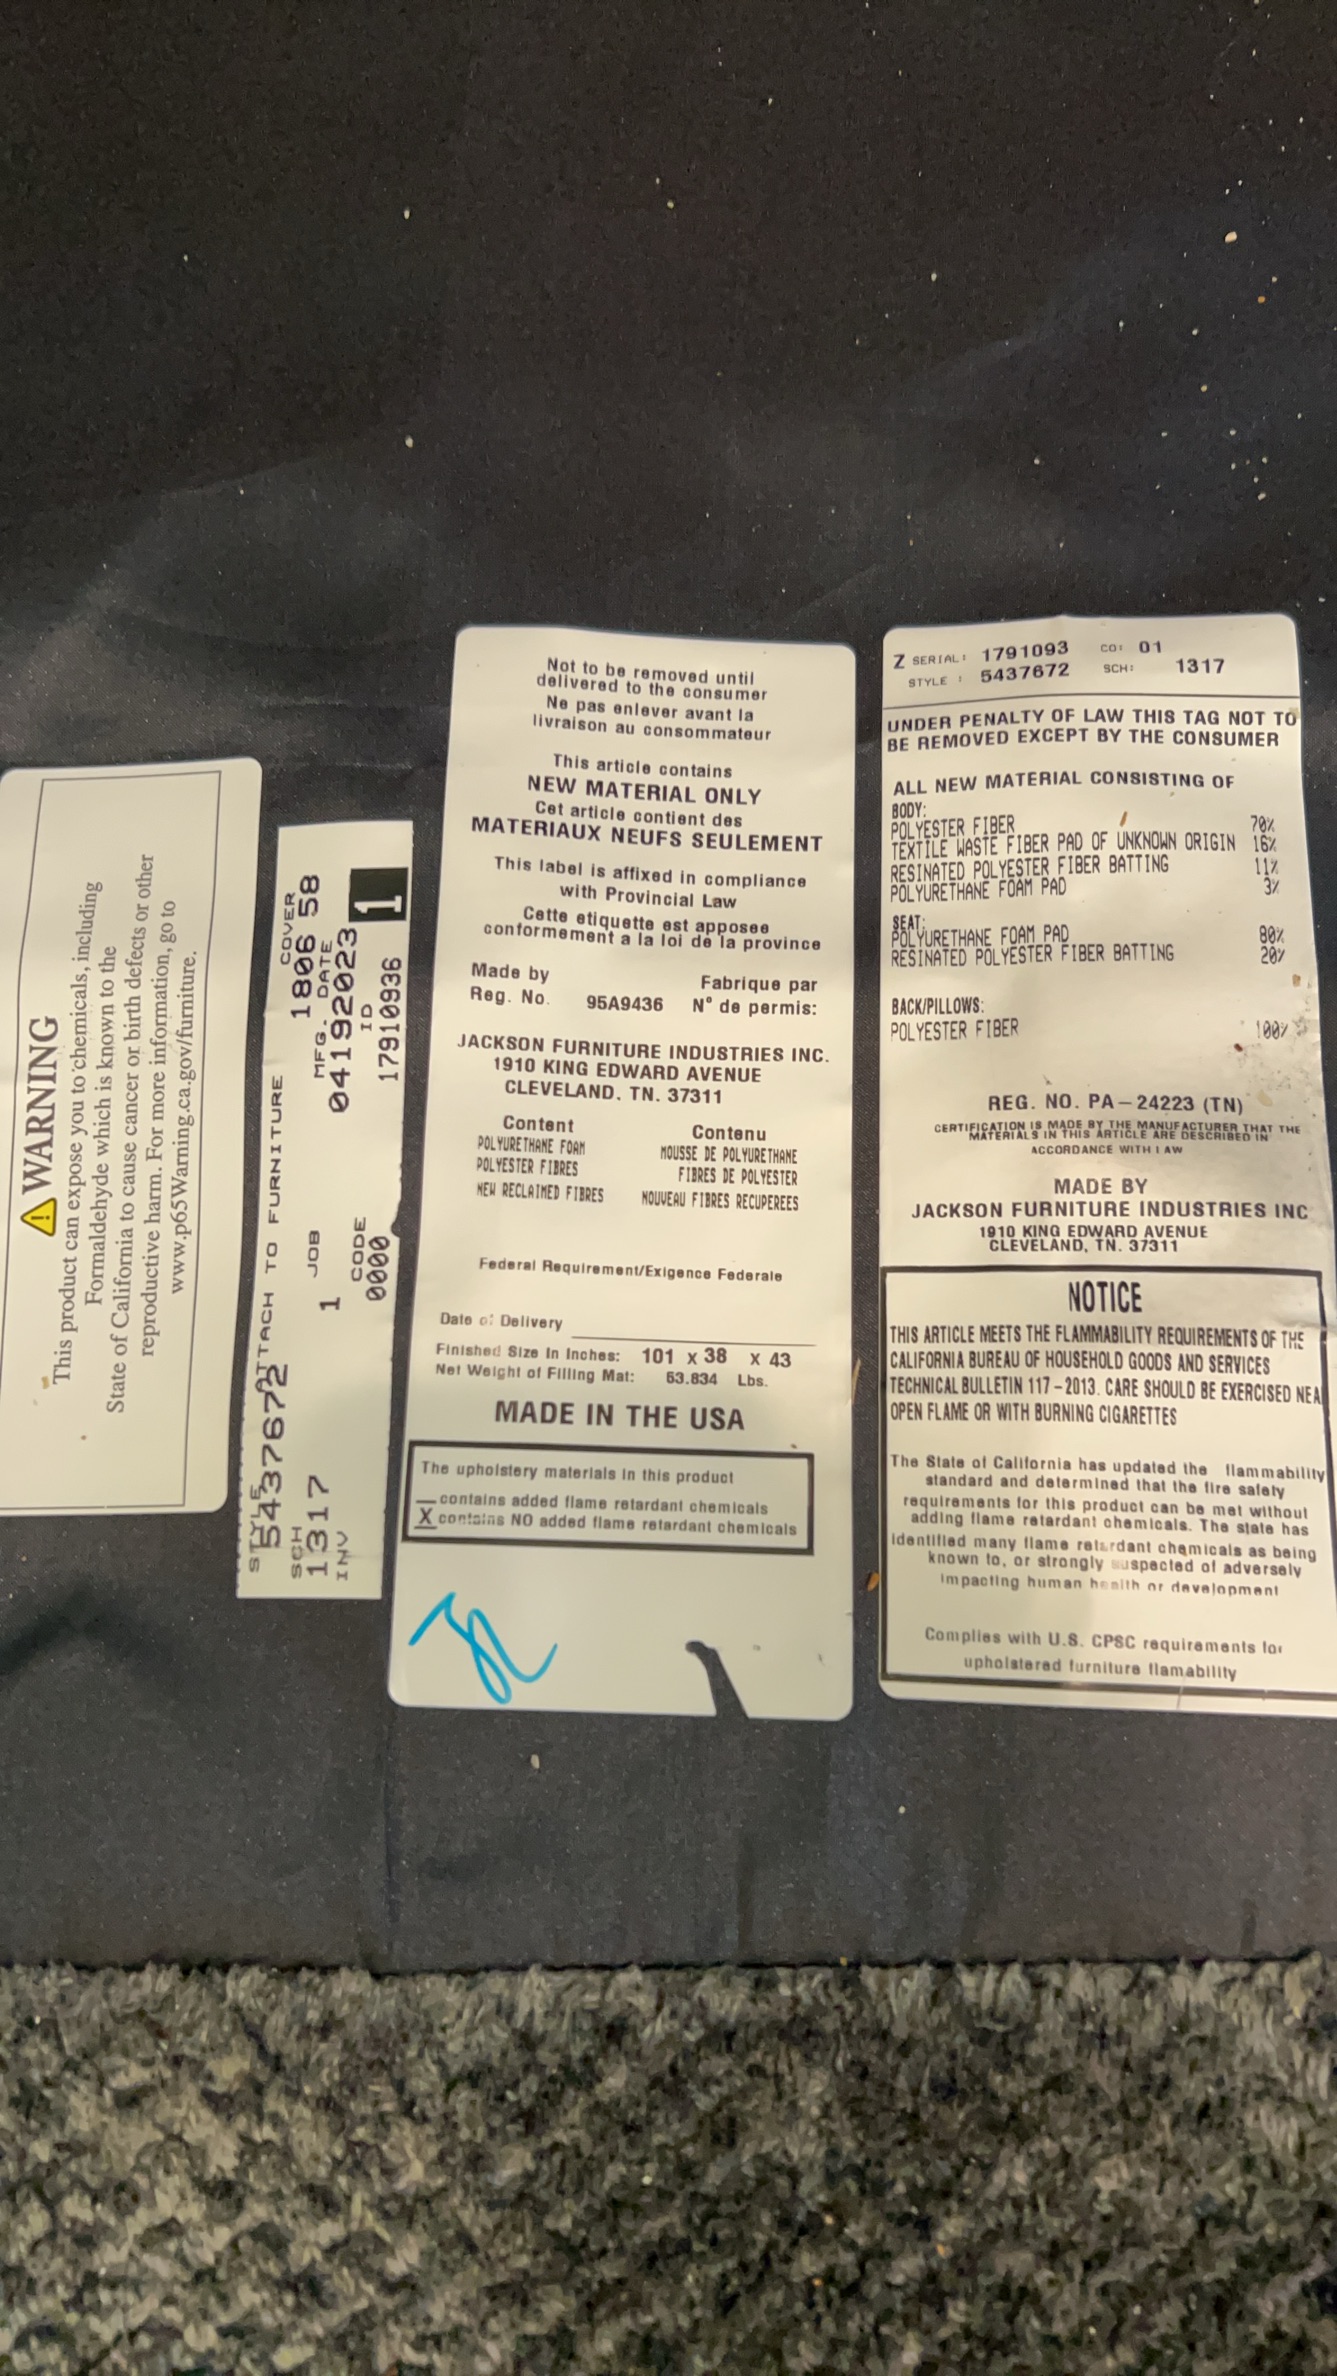 ⚠ WARNING
This product can expose you to chemicals, including
Formaldehyde which is known to the
State of California to cause cancer or birth defects or other
reproductive harm. For more information, go to
www.p65Warning.ca.gov/furniture.
ATTACH TO FURNITURE
STYLE COVER
5437672 1806 58
SCH JOB MFG. DATE
1317 1 04192023
INV CODE ID
0000 17910936 1
Not to be removed until
delivered to the consumer
Ne pas enlever avant la
livraison au consommateur
This article contains
NEW MATERIAL ONLY
Cet article contient des
MATERIAUX NEUFS SEULEMENT
This label is affixed in compliance
with Provincial Law
Cette etiquette est apposee
conformement a la loi de la province
Made by Fabrique par
Reg. No. 95A9436 N° de permis:
JACKSON FURNITURE INDUSTRIES INC.
1910 KING EDWARD AVENUE
CLEVELAND. TN. 37311
Content Contenu
POLYURETHANE FOAM MOUSSE DE POLYURETHANE
POLYESTER FIBRES FIBRES DE POLYESTER
NEW RECLAIMED FIBRES NOUVEAU FIBRES RECUPEREES
Federal Requirement/Exigence Federale
Date of Delivery
Finished Size In Inches: 101 x 38 x 43
Net Weight of Filling Mat: 63.834 Lbs.
MADE IN THE USA
The upholstery materials in this product
contains added flame retardant chemicals
X contains NO added flame retardant chemicals
Z SERIAL: 1791093 CO: 01
STYLE : 5437672 SCH: 1317
UNDER PENALTY OF LAW THIS TAG NOT TO
BE REMOVED EXCEPT BY THE CONSUMER
ALL NEW MATERIAL CONSISTING OF
BODY:
POLYESTER FIBER 70%
TEXTILE WASTE FIBER PAD OF UNKNOWN ORIGIN 16%
RESINATED POLYESTER FIBER BATTING 11%
POLYURETHANE FOAM PAD 3%
SEAT:
POLYURETHANE FOAM PAD 80%
RESINATED POLYESTER FIBER BATTING 20%
BACK/PILLOWS:
POLYESTER FIBER 100%
REG. NO. PA-24223 (TN)
CERTIFICATION IS MADE BY THE MANUFACTURER THAT THE
MATERIALS IN THIS ARTICLE ARE DESCRIBED IN
ACCORDANCE WITH LAW
MADE BY
JACKSON FURNITURE INDUSTRIES INC
1910 KING EDWARD AVENUE
CLEVELAND, TN. 37311
NOTICE
THIS ARTICLE MEETS THE FLAMMABILITY REQUIREMENTS OF THE
CALIFORNIA BUREAU OF HOUSEHOLD GOODS AND SERVICES
TECHNICAL BULLETIN 117-2013. CARE SHOULD BE EXERCISED NEA
OPEN FLAME OR WITH BURNING CIGARETTES
The State of California has updated the flammability
standard and determined that the fire safety
requirements for this product can be met without
adding flame retardant chemicals. The state has
identified many flame retardant chemicals as being
known to, or strongly suspected of adversely
impacting human health or development
Complies with U.S. CPSC requirements for
upholstered furniture flamability